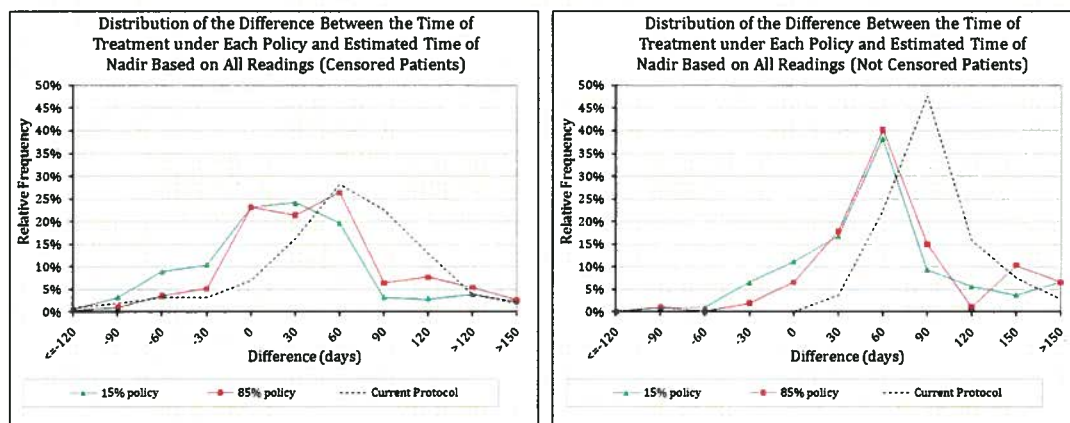 Distribution of the Difference Between the Time of
Treatment under Each Policy and Estimated Time of
Nadir Based on All Readings (Censored Patients)
50%
45%
40%
35%
30%
25%
20%
15%
10%
5%
0%
Relative Frequency
<=-120
-90
-60
-30
0
30
60
90
120
>120
>150
Difference (days)
15% policy
85% policy
Current Protocol
Distribution of the Difference Between the Time of
Treatment under Each Policy and Estimated Time of
Nadir Based on All Readings (Not Censored Patients)
50%
45%
40%
35%
30%
25%
20%
15%
10%
5%
0%
Relative Frequency
<=-120
-90
-60
-30
0
30
60
90
120
150
>150
Difference (days)
15% policy
85% policy
Current Protocol